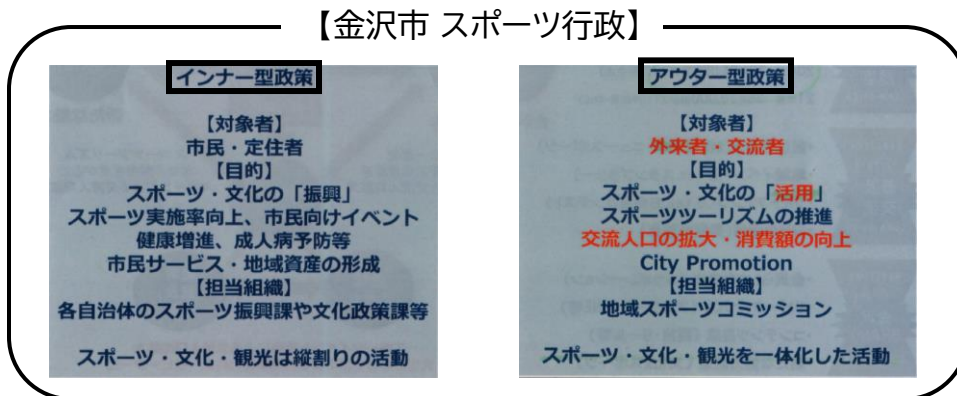 【金沢市 スポーツ行政】
インナー型政策
【対象者】
市民・定住者
【目的】
スポーツ・文化の「振興」
スポーツ実施率向上、市民向けイベント
健康増進、成人病予防等
市民サービス・地域資産の形成
【担当組織】
各自治体のスポーツ振興課や文化政策課等
スポーツ・文化・観光は縦割りの活動
アウター型政策
【対象者】
外来者・交流者
【目的】
スポーツ・文化の「活用」
スポーツツーリズムの推進
交流人口の拡大・消費額の向上
City Promotion
【担当組織】
地域スポーツコミッション
スポーツ・文化・観光を一体化した活動